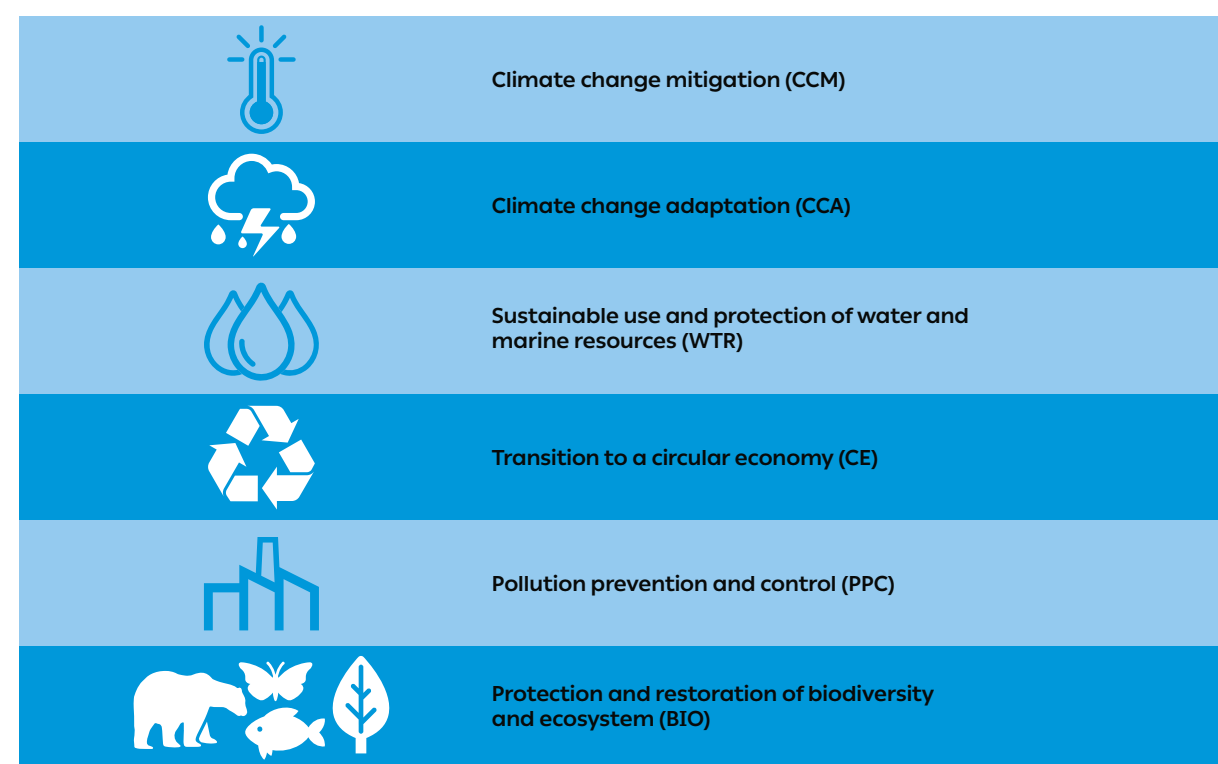 Climate change mitigation (CCM)
Climate change adaptation (CCA)
Sustainable use and protection of water and
marine resources (WTR)
Transition to a circular economy (CE)
Pollution prevention and control (PPC)
Protection and restoration of biodiversity
and ecosystem (BIO)